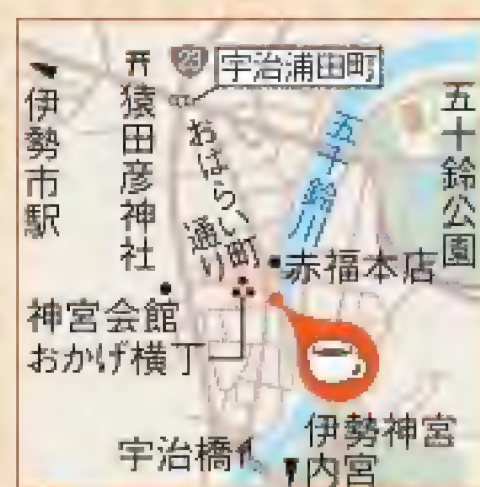 伊勢市駅
猿田彦神社
23
宇治浦田町
おはらい町
通り
五十鈴川
五十鈴公園
赤福本店
神宮会館
おかげ横丁
宇治橋
伊勢神宮
内宮